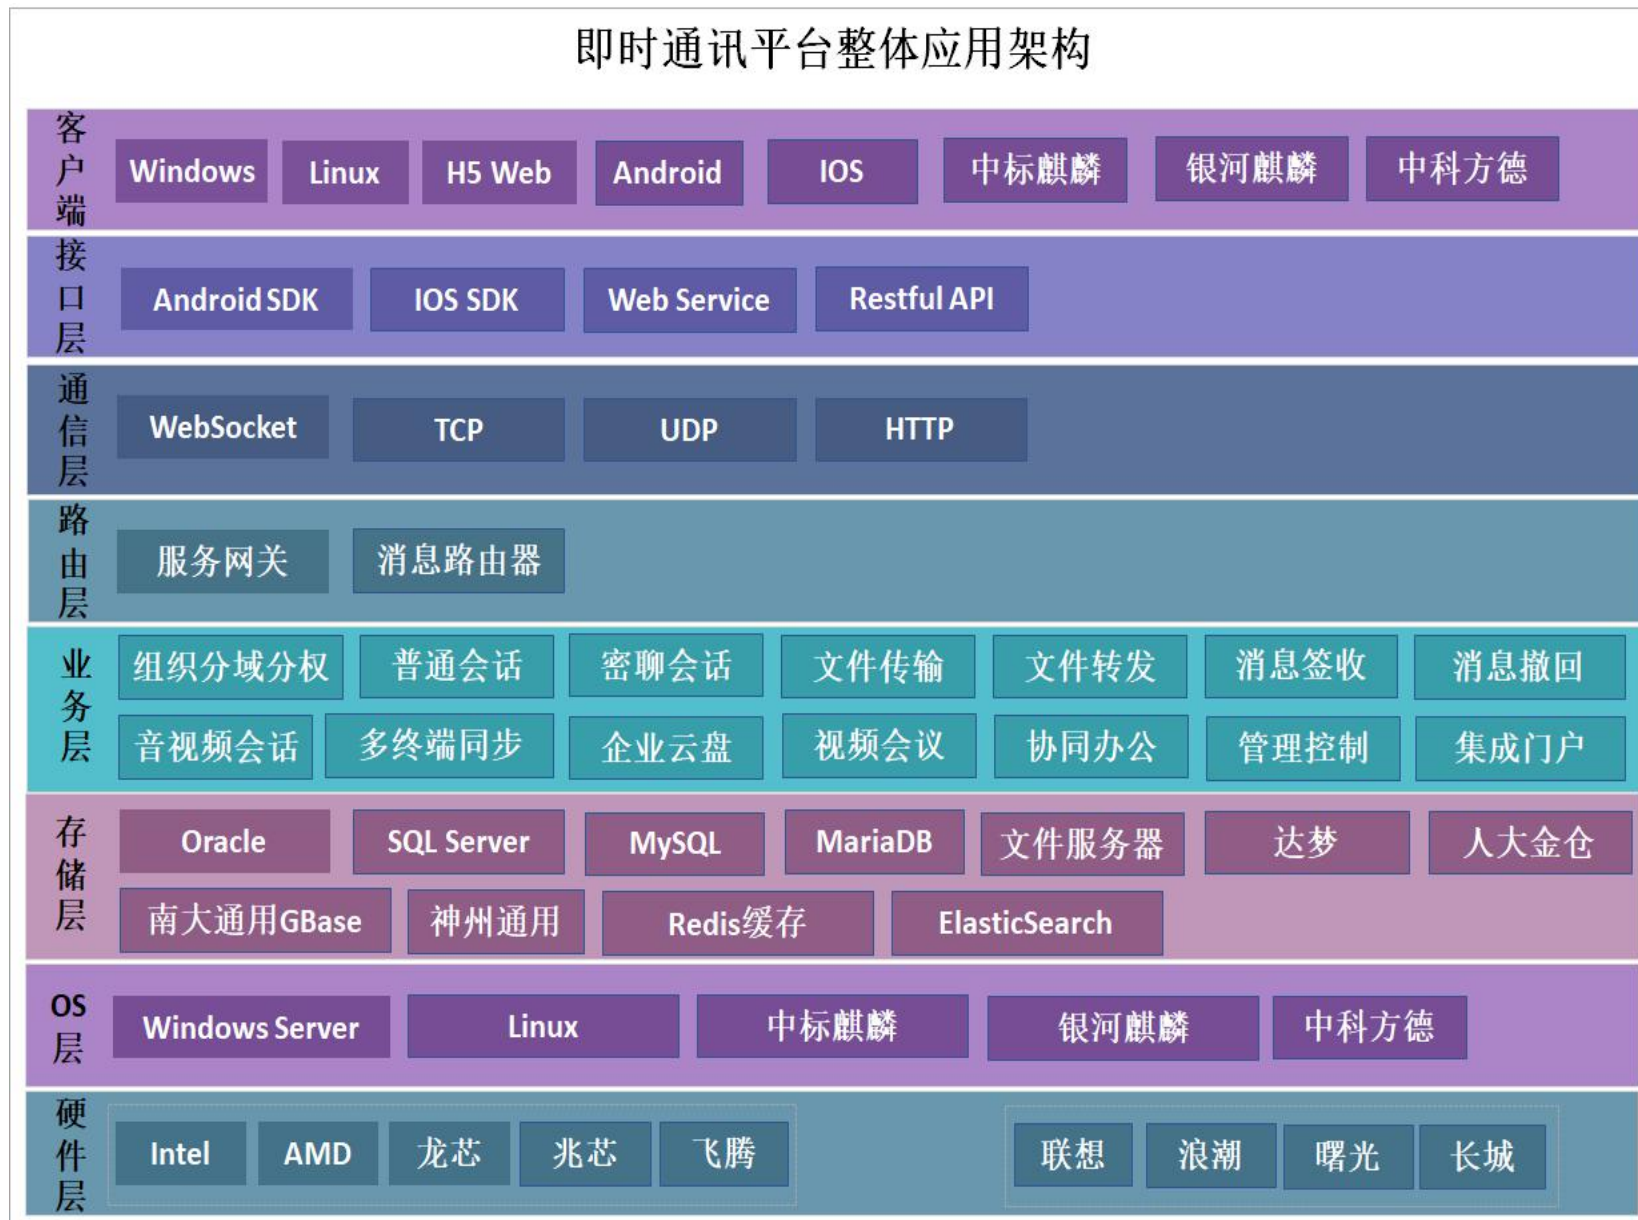 即时通讯平台整体应用架构
客户端
Windows
Linux
H5 Web
Android
IOS
中标麒麟
银河麒麟
中科方德
接口层
Android SDK
IOS SDK
Web Service
Restful API
通信层
WebSocket
TCP
UDP
HTTP
路由层
服务网关
消息路由器
业务层
组织分域分权
普通会话
密聊会话
文件传输
文件转发
消息签收
消息撤回
音视频会话
多终端同步
企业云盘
视频会议
协同办公
管理控制
集成门户
存储层
Oracle
SQL Server
MySQL
MariaDB
文件服务器
达梦
人大金仓
南大通用GBase
神州通用
Redis缓存
ElasticSearch
OS层
Windows Server
Linux
中标麒麟
银河麒麟
中科方德
硬件层
Intel
AMD
龙芯
兆芯
飞腾
联想
浪潮
曙光
长城